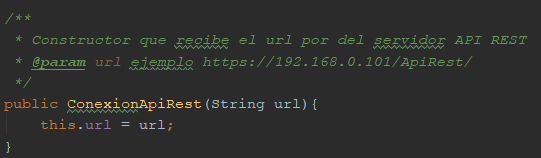 /**
 * Constructor que recibe el url por del servidor API REST
 * @param url ejemplo https://192.168.0.101/ApiRest/
 */
public ConexionApiRest(String url){
    this.url = url;
}